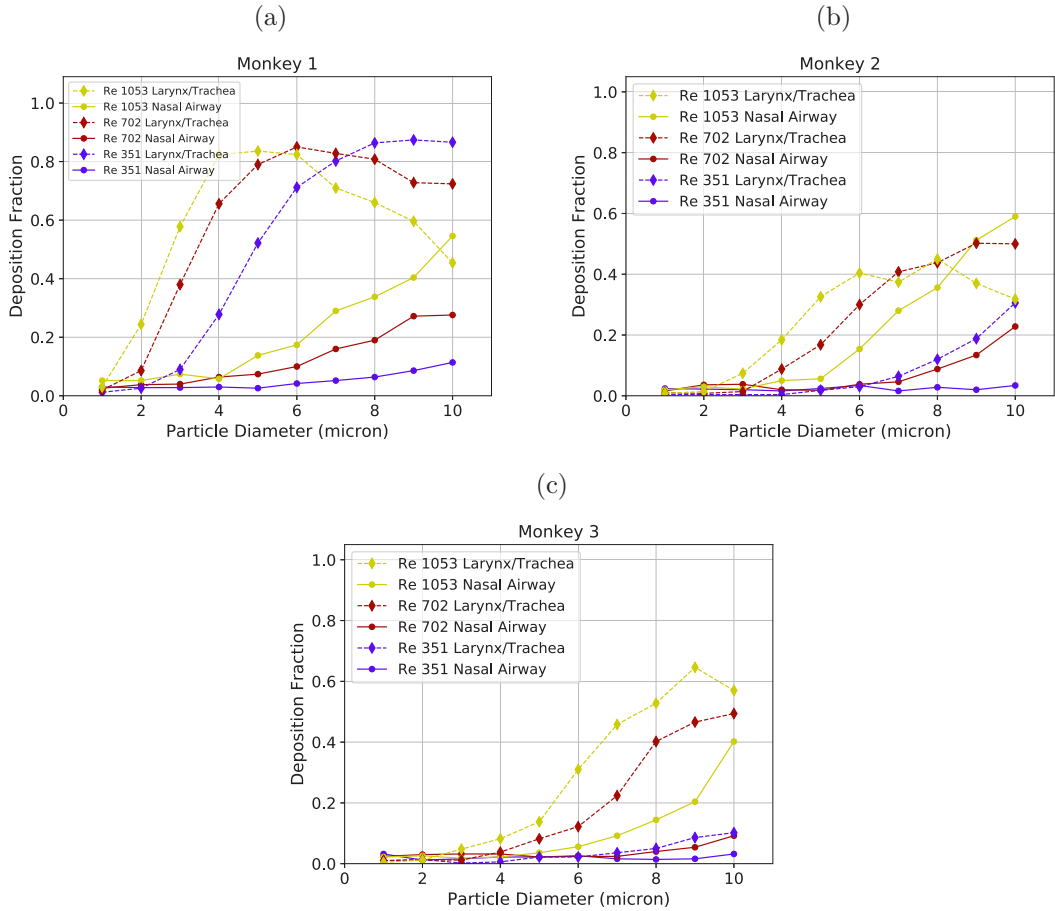 (a)
Monkey 1
Re 1053 Larynx/Trachea
Re 1053 Nasal Airway
Re 702 Larynx/Trachea
Re 702 Nasal Airway
Re 351 Larynx/Trachea
Re 351 Nasal Airway
1.0
0.8
0.6
0.4
0.2
0.0
Deposition Fraction
0 2 4 6 8 10
Particle Diameter (micron)
(b)
Monkey 2
Re 1053 Larynx/Trachea
Re 1053 Nasal Airway
Re 702 Larynx/Trachea
Re 702 Nasal Airway
Re 351 Larynx/Trachea
Re 351 Nasal Airway
1.0
0.8
0.6
0.4
0.2
0.0
Deposition Fraction
0 2 4 6 8 10
Particle Diameter (micron)
(c)
Monkey 3
Re 1053 Larynx/Trachea
Re 1053 Nasal Airway
Re 702 Larynx/Trachea
Re 702 Nasal Airway
Re 351 Larynx/Trachea
Re 351 Nasal Airway
1.0
0.8
0.6
0.4
0.2
0.0
Deposition Fraction
0 2 4 6 8 10
Particle Diameter (micron)